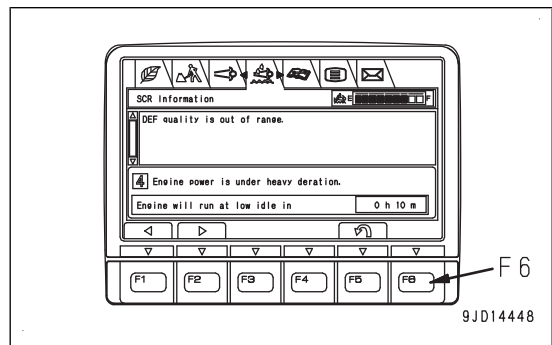 SCR Information
E F
DEF quality is out of range.
4 Engine power is under heavy deration.
Engine will run at low idle in 0 h 10 m
F1 F2 F3 F4 F5 F6
F 6
9JD14448